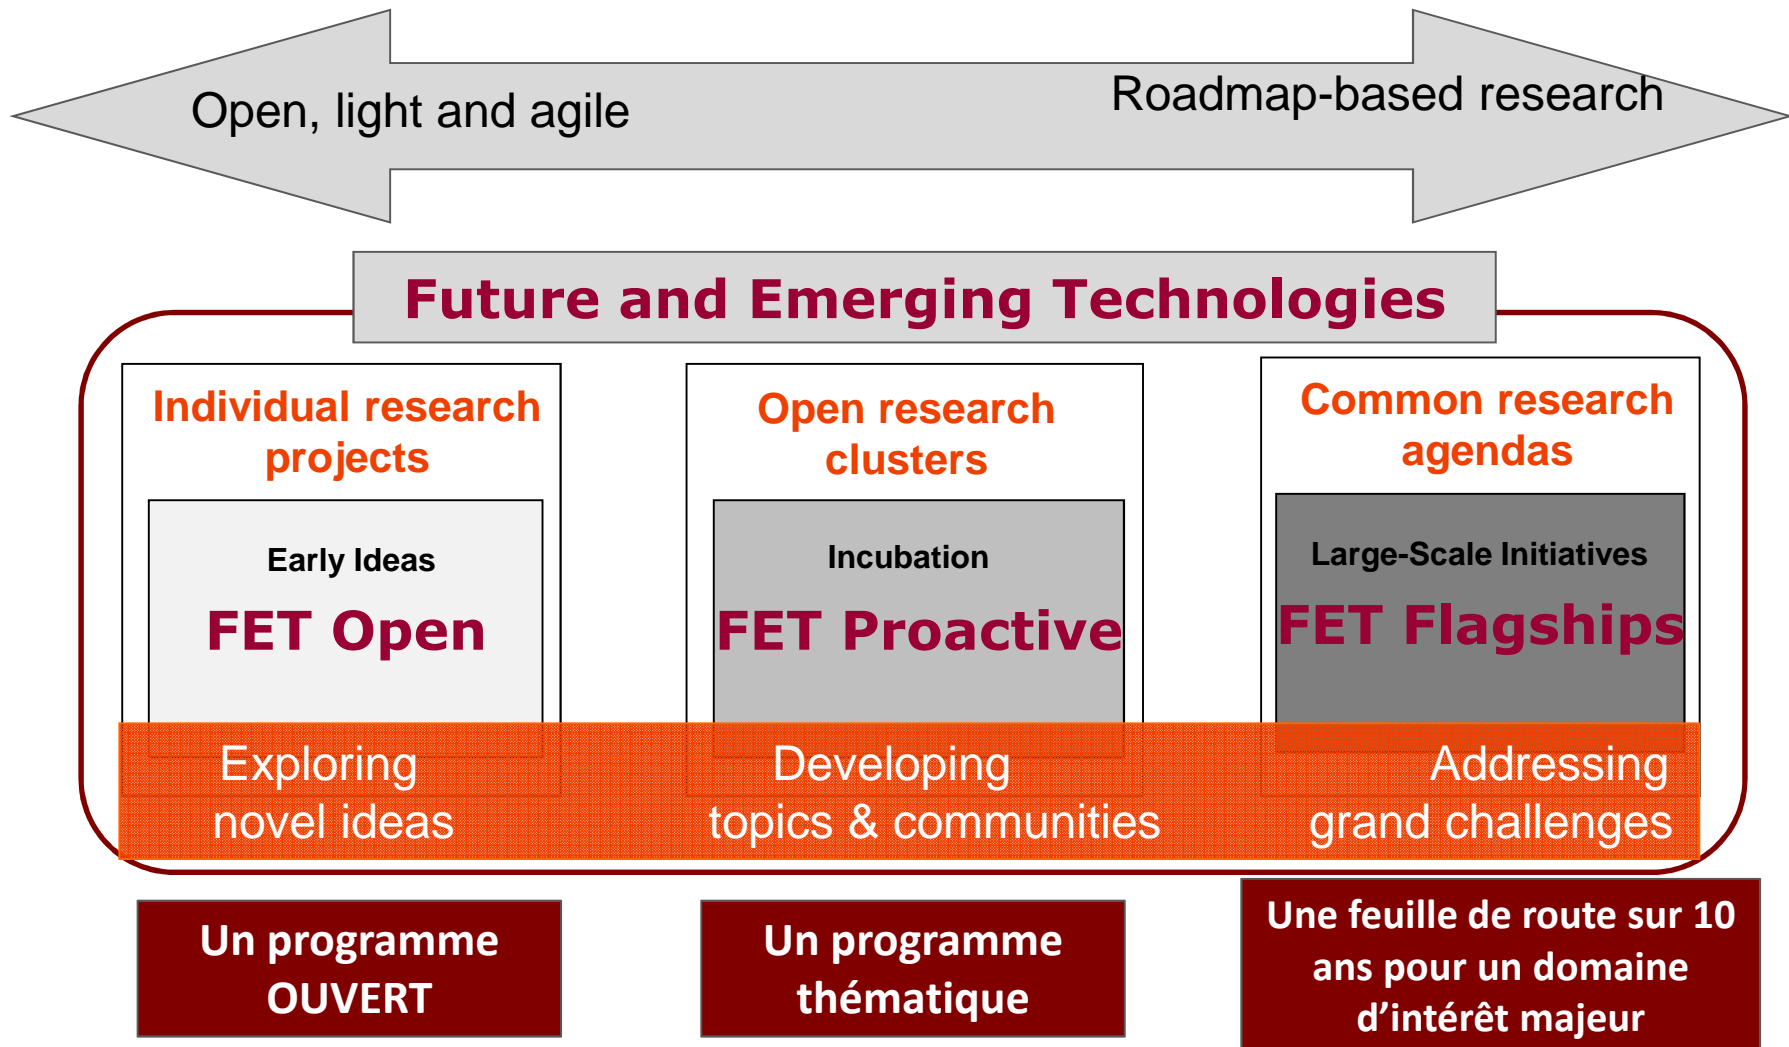 Open, light and agile
Roadmap-based research
Future and Emerging Technologies
Individual research
projects
Early Ideas
FET Open
Exploring
novel ideas
Open research
clusters
Incubation
FET Proactive
Developing
topics & communities
Common research
agendas
Large-Scale Initiatives
FET Flagships
Addressing
grand challenges
Un programme
OUVERT
Un programme
thématique
Une feuille de route sur 10
ans pour un domaine
d’intérêt majeur